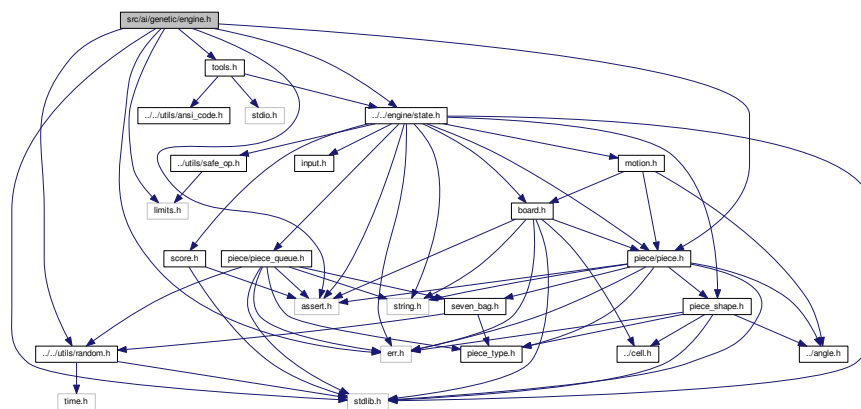 src/ai/genetic/engine.h
tools.h
../../utils/ansi_code.h
stdio.h
../../engine/state.h
../utils/safe_op.h
input.h
motion.h
limits.h
board.h
score.h
piece/piece_queue.h
piece/piece.h
assert.h
string.h
seven_bag.h
piece_shape.h
../../utils/random.h
err.h
piece_type.h
../cell.h
../angle.h
time.h
stdlib.h